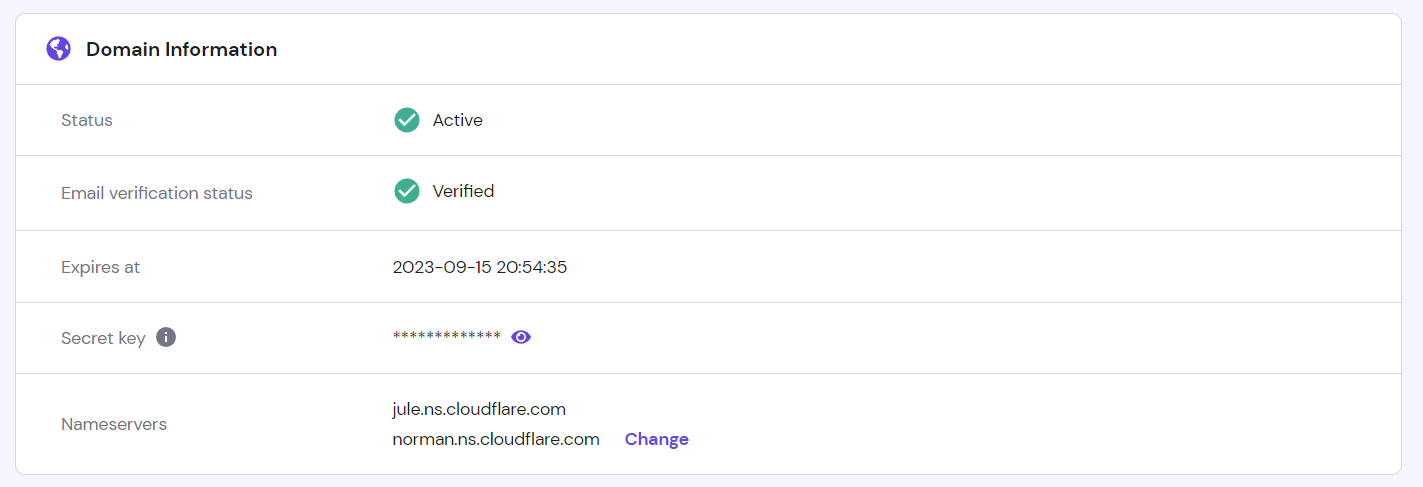 Domain Information
Status Active
Email verification status Verified
Expires at 2023-09-15 20:54:35
Secret key *************
Nameservers jule.ns.cloudflare.com
norman.ns.cloudflare.com Change